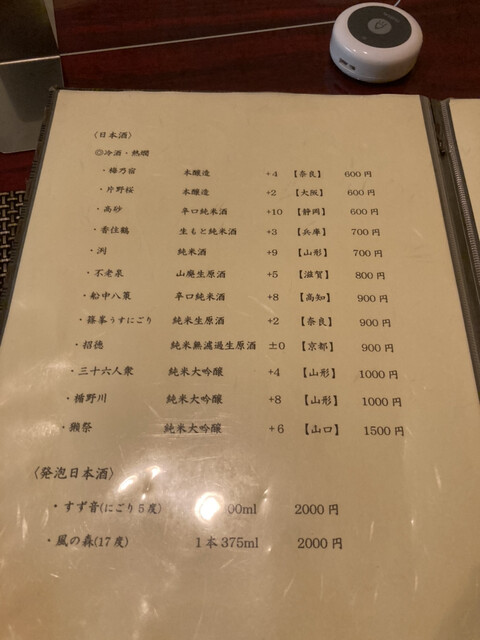 〈日本酒〉
◎冷酒・熱燗
・梅乃宿 本醸造 +4 【奈良】 600円
・片野桜 本醸造 +2 【大阪】 600円
・高砂 辛口純米酒 +10 【静岡】 600円
・香住鶴 生もと純米酒 +3 【兵庫】 700円
・洌 純米酒 +9 【山形】 700円
・不老泉 山廃生原酒 +5 【滋賀】 800円
・船中八策 辛口純米酒 +8 【高知】 900円
・篠峯うすにごり 純米生原酒 +2 【奈良】 900円
・招徳 純米無濾過生原酒 ±0 【京都】 900円
・三十六人衆 純米大吟醸 +4 【山形】 1000円
・楯野川 純米大吟醸 +8 【山形】 1000円
・獺祭 純米大吟醸 +6 【山口】 1500円
〈発泡日本酒〉
・すず音(にごり5度) 00ml 2000円
・風の森(17度) 1本375ml 2000円